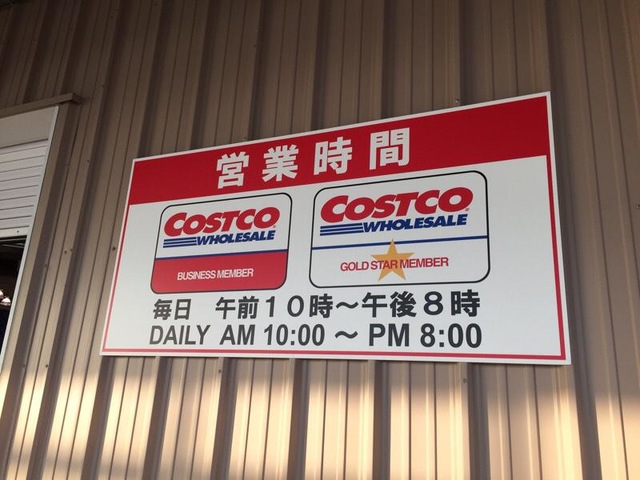 営業時間
COSTCO
WHOLESALE
BUSINESS MEMBER
COSTCO
WHOLESALE
GOLD STAR MEMBER
毎日 午前10時~午後8時
DAILY AM 10:00 ~ PM 8:00